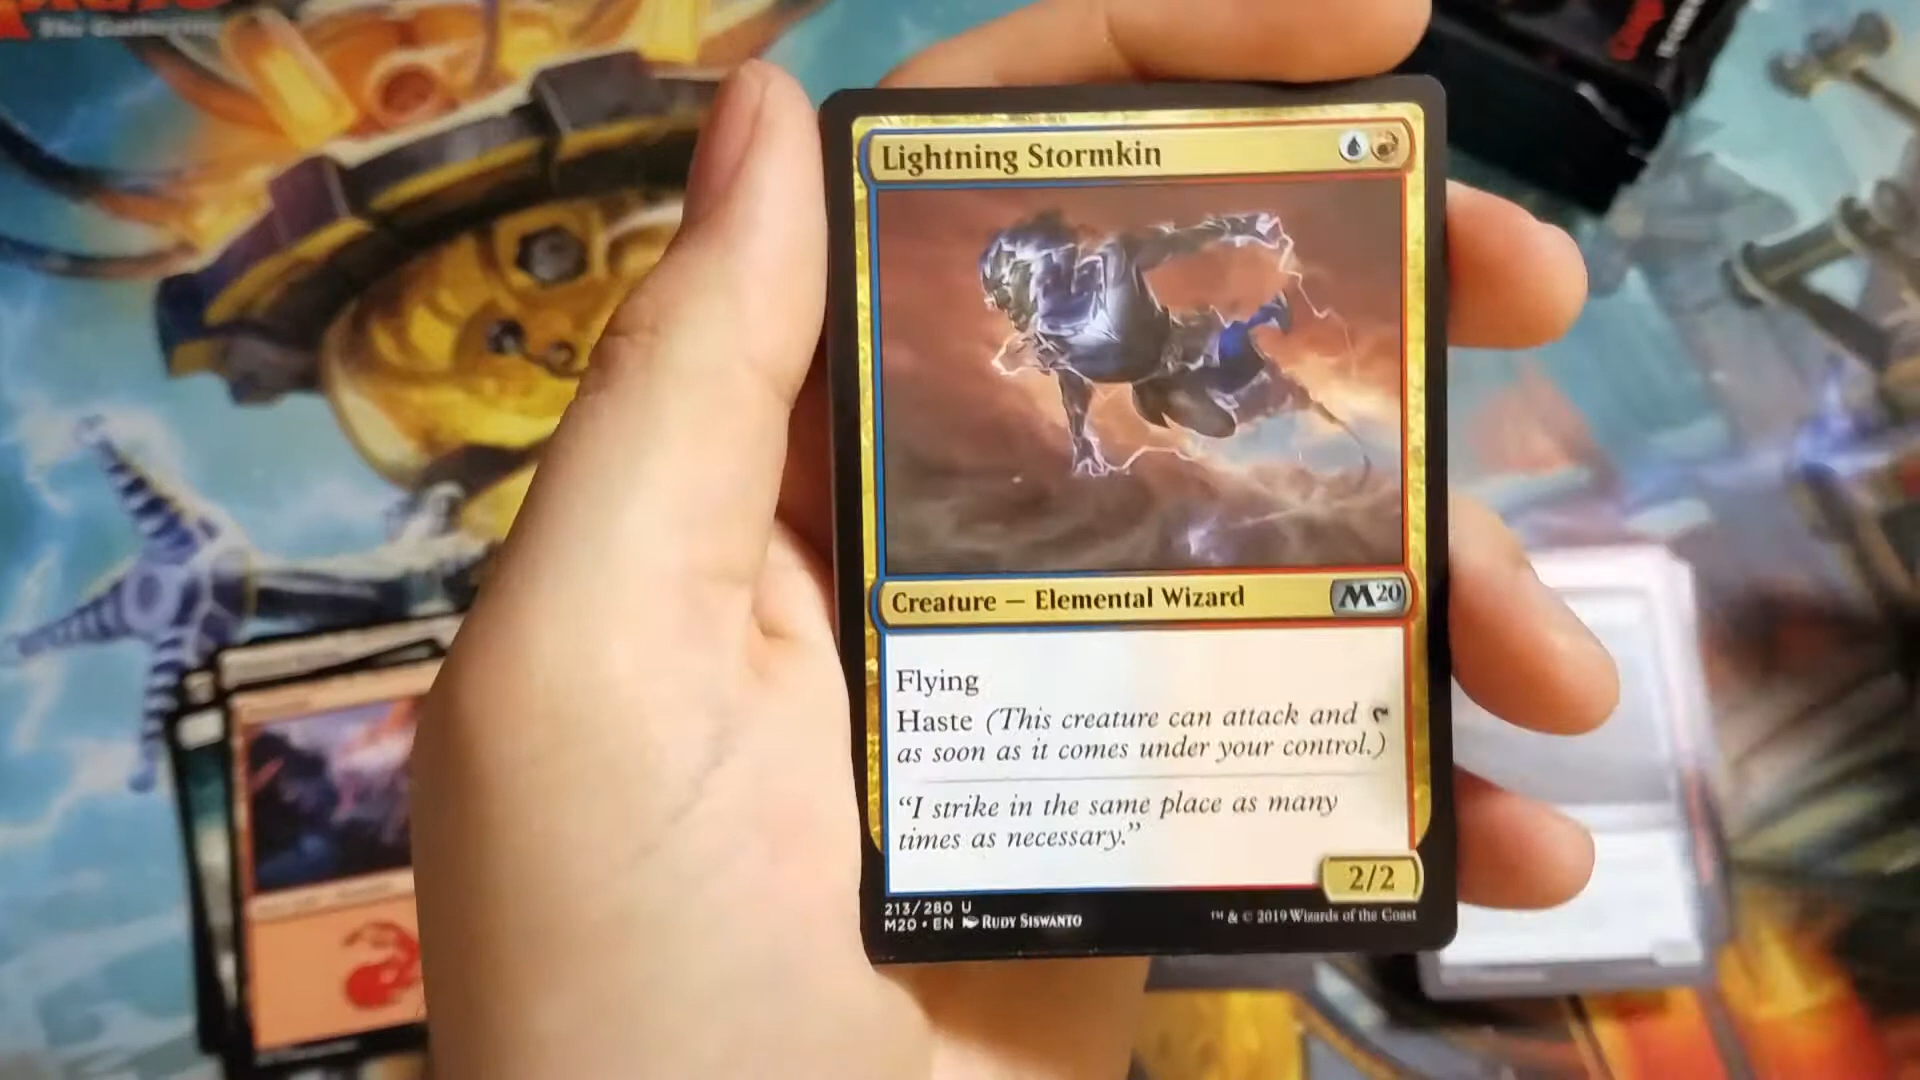 The Gathering
Lightning Stormkin
Creature — Elemental Wizard
M20
Flying
Haste (This creature can attack and
as soon as it comes under your control.)
“I strike in the same place as many
times as necessary.”
2/2
213/280 U
M20 • EN RUDY SISWANTO
™ & © 2019 Wizards of the Coast